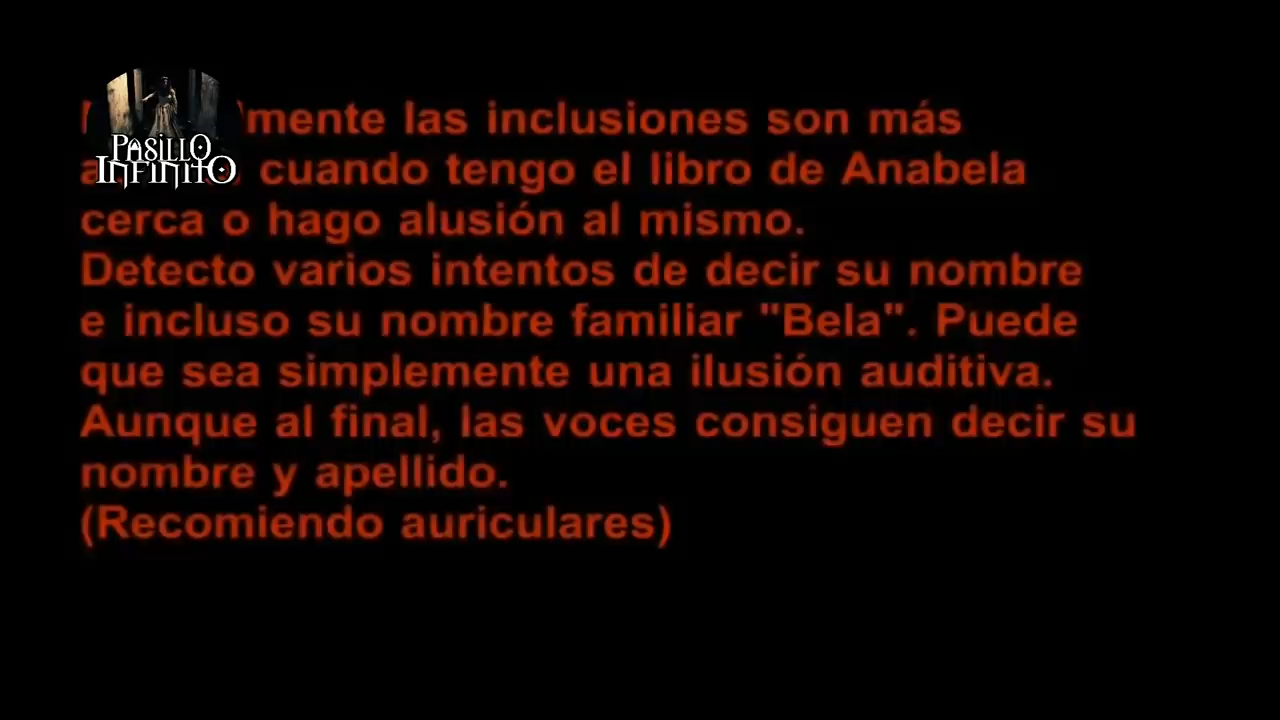 PASILLO
INFINITO
mente las inclusiones son más
cuando tengo el libro de Anabela
cerca o hago alusión al mismo.
Detecto varios intentos de decir su nombre
e incluso su nombre familiar "Bela". Puede
que sea simplemente una ilusión auditiva.
Aunque al final, las voces consiguen decir su
nombre y apellido.
(Recomiendo auriculares)